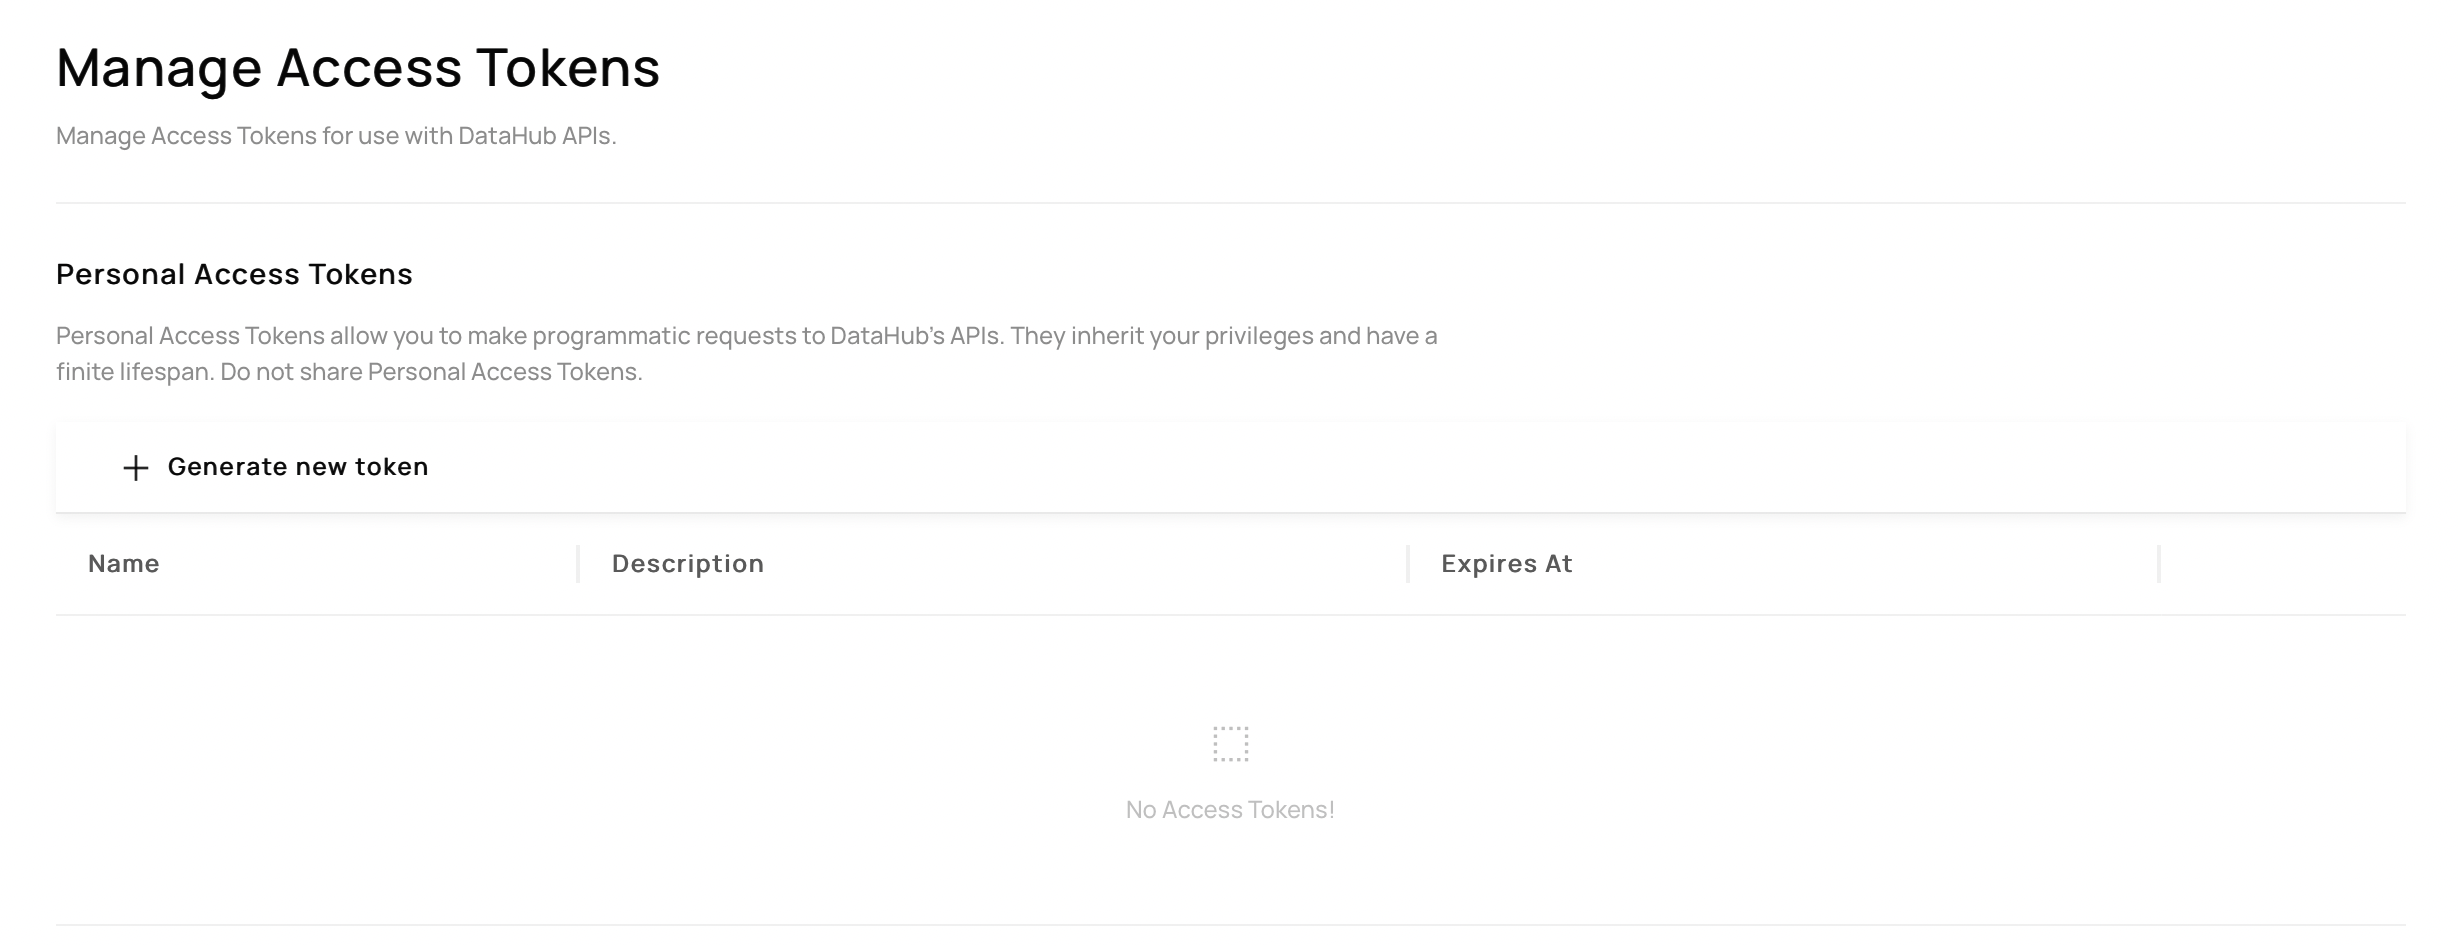 Manage Access Tokens
Manage Access Tokens for use with DataHub APIs.
Personal Access Tokens
Personal Access Tokens allow you to make programmatic requests to DataHub's APIs. They inherit your privileges and have a
finite lifespan. Do not share Personal Access Tokens.
Generate new token
Name Description Expires At
No Access Tokens!